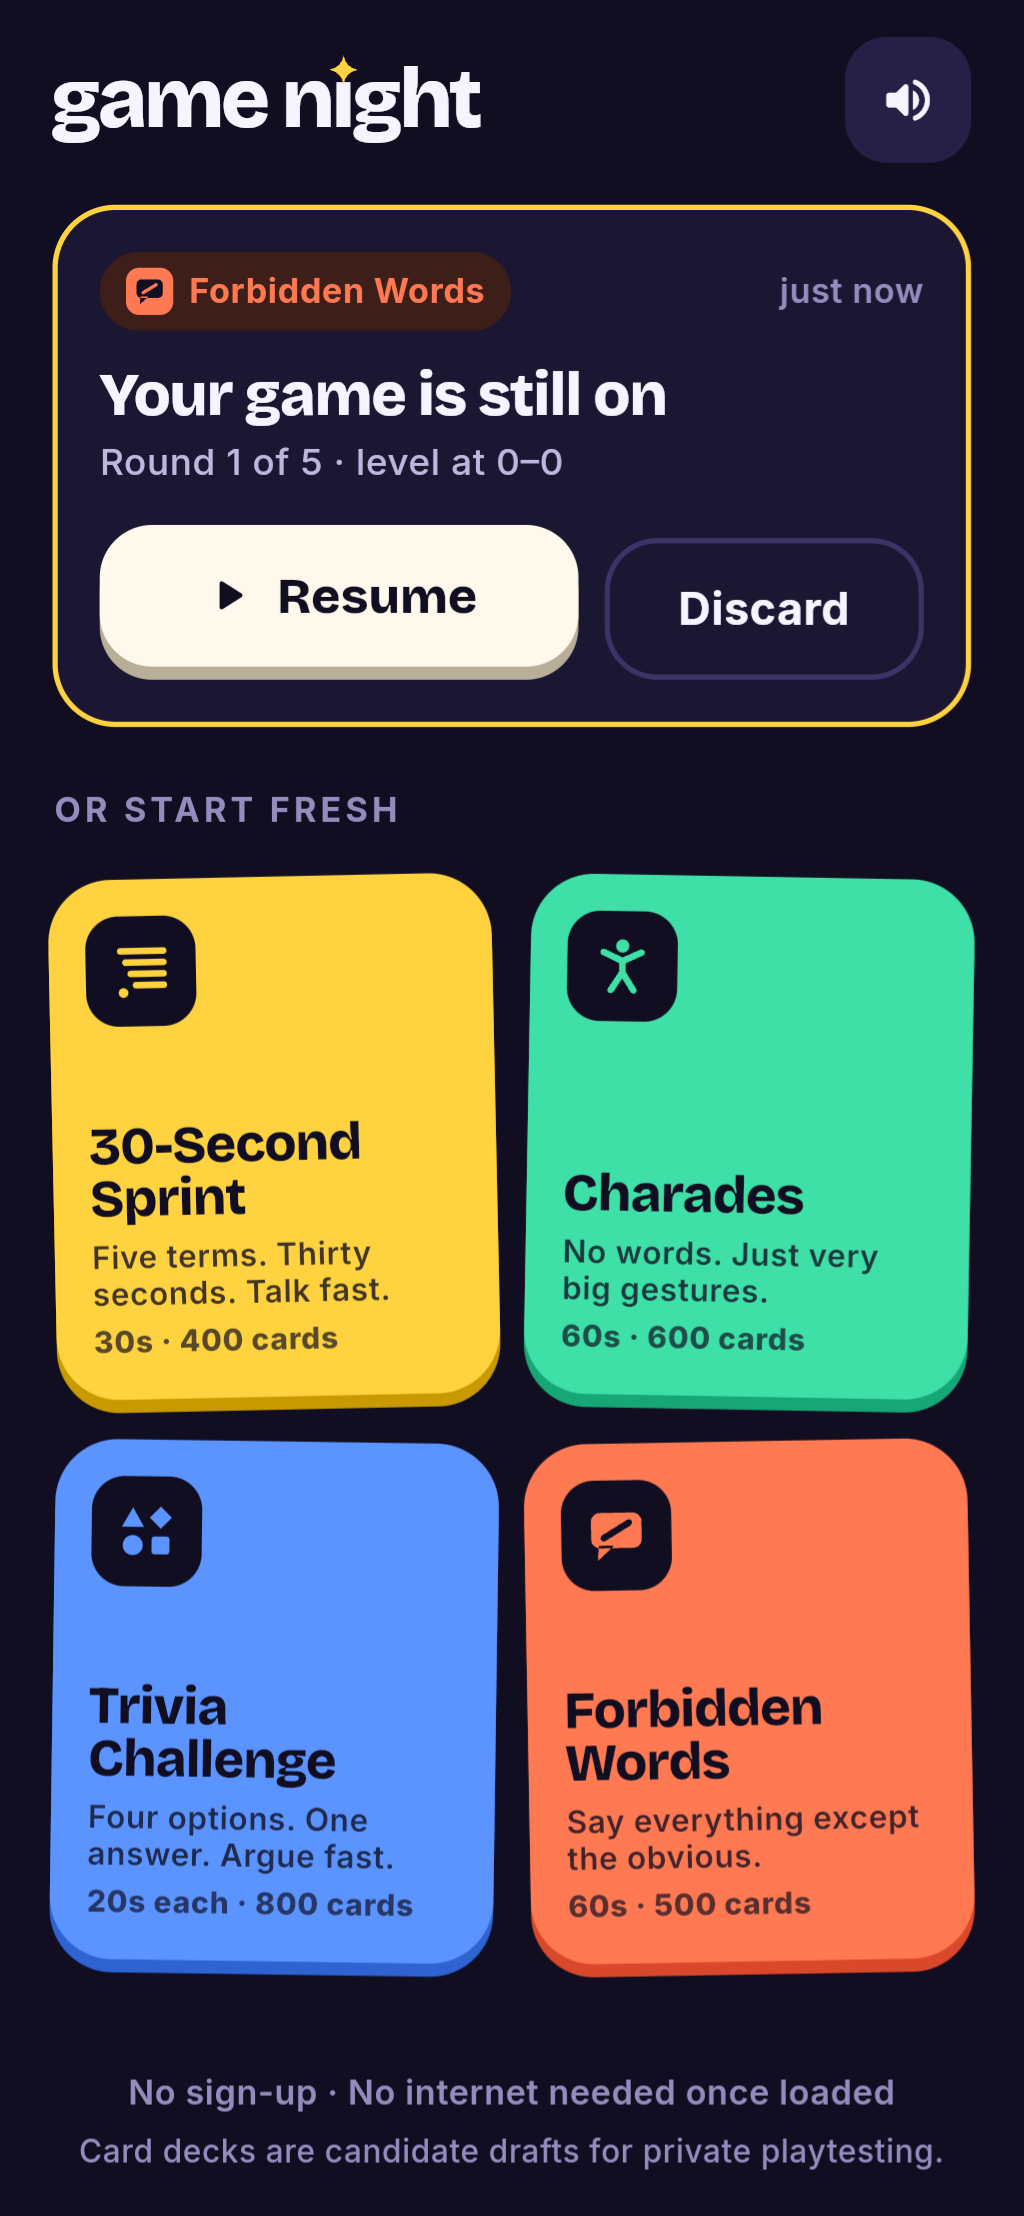 game night
Forbidden Words
just now
Your game is still on
Round 1 of 5 · level at 0–0
Resume
Discard
OR START FRESH
30-Second
Sprint
Five terms. Thirty
seconds. Talk fast.
30s · 400 cards
Charades
No words. Just very
big gestures.
60s · 600 cards
Trivia
Challenge
Four options. One
answer. Argue fast.
20s each · 800 cards
Forbidden
Words
Say everything except
the obvious.
60s · 500 cards
No sign-up · No internet needed once loaded
Card decks are candidate drafts for private playtesting.